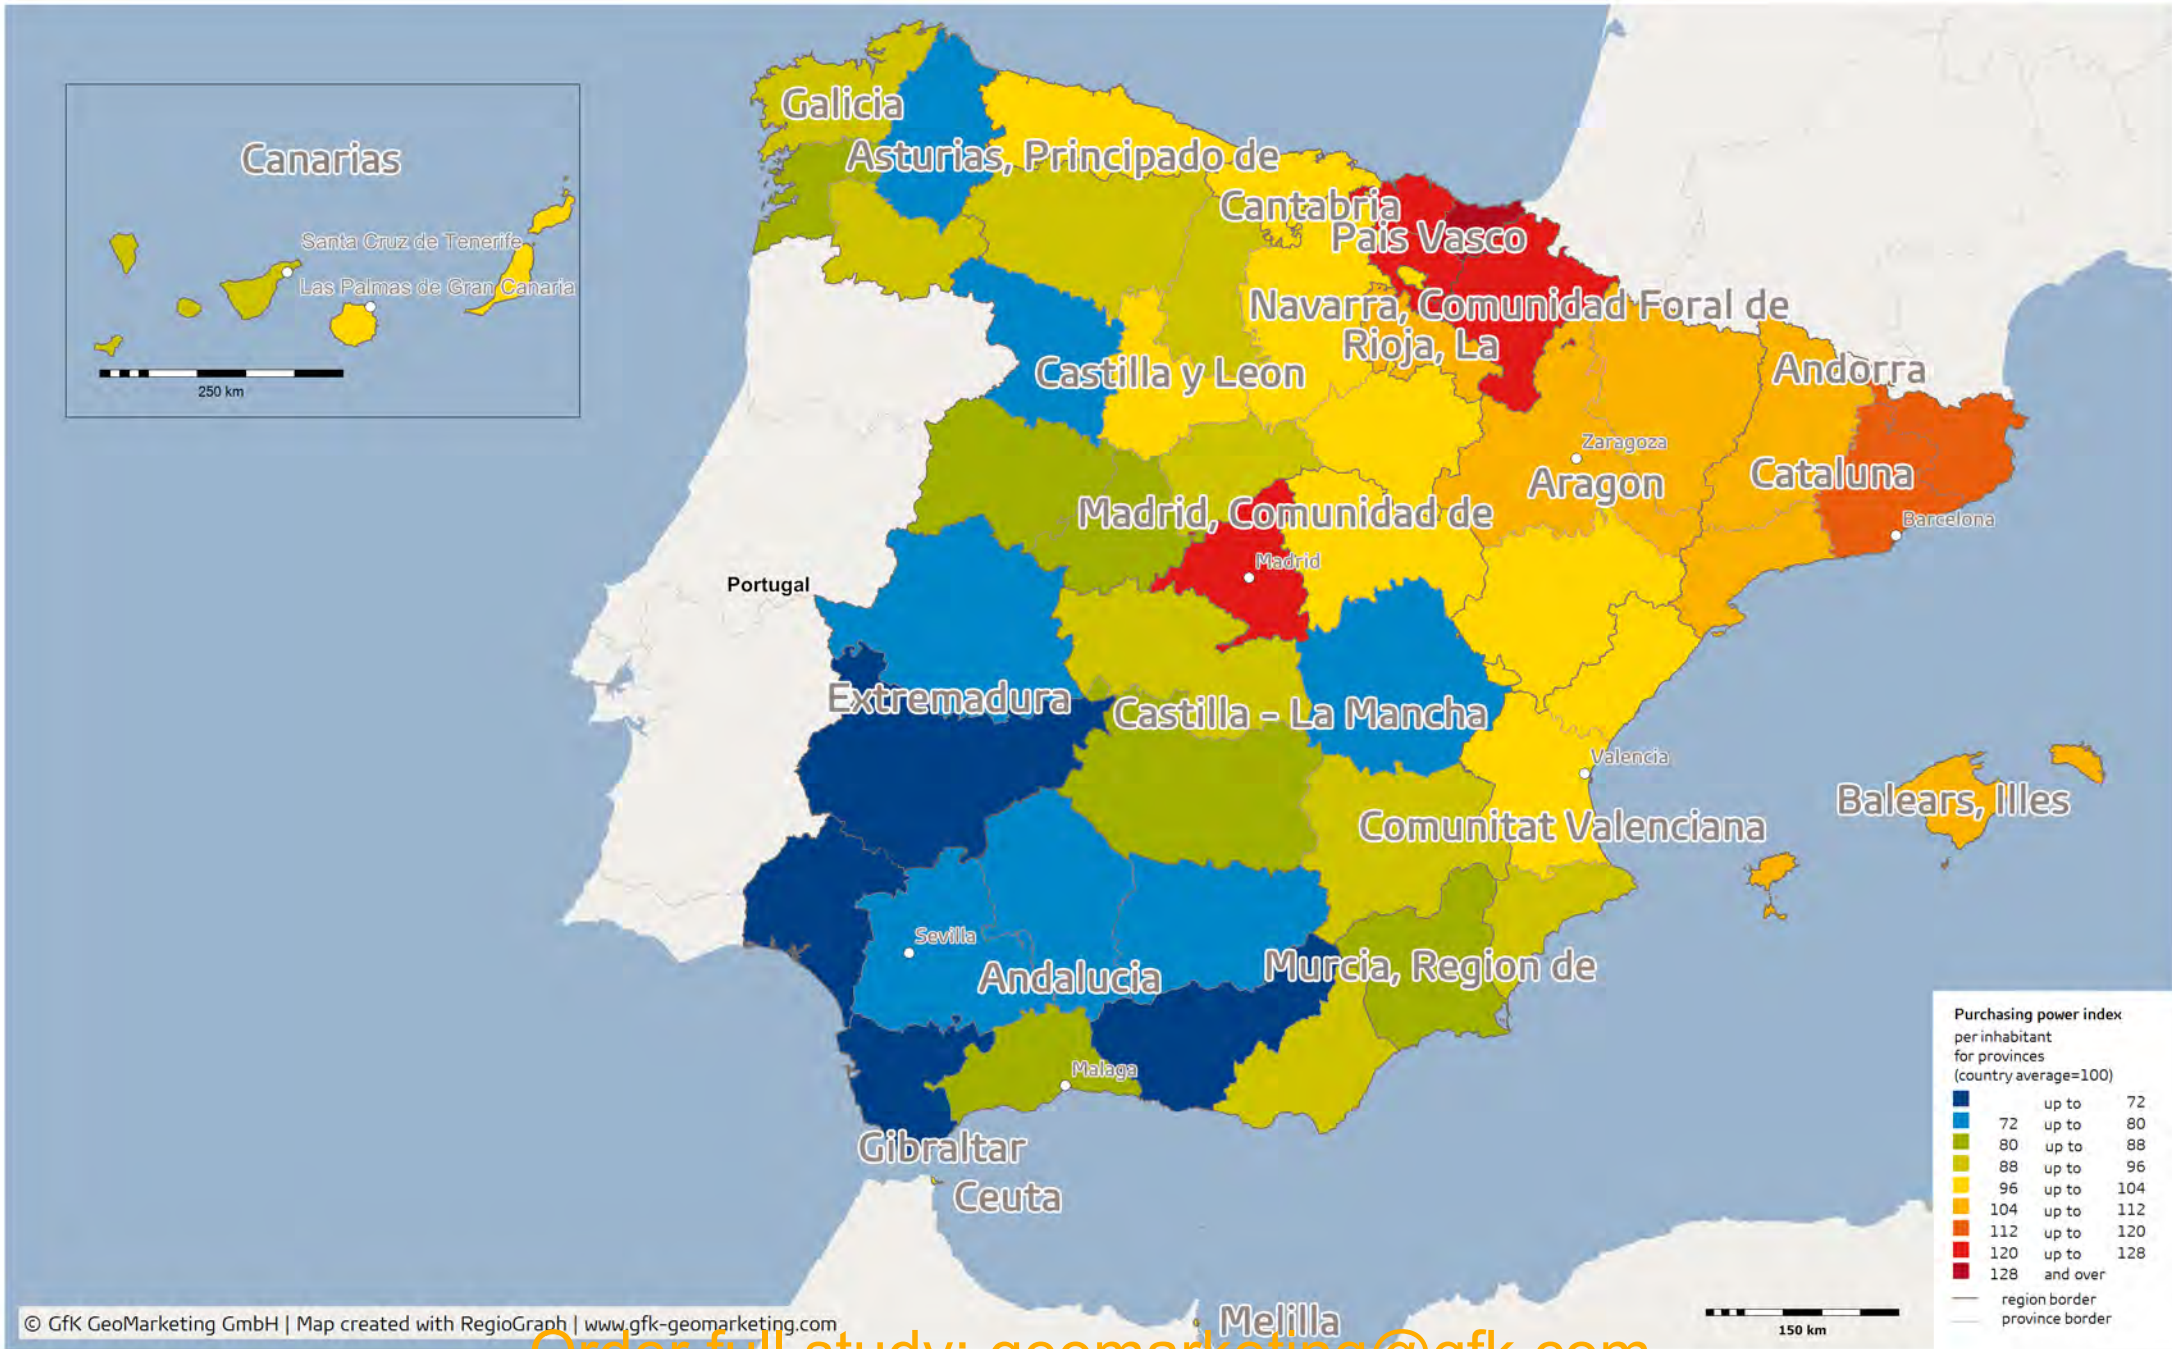 Canarias
Santa Cruz de Tenerife
Las Palmas de Gran Canaria
250 km
Galicia
Asturias, Principado de
Cantabria
Pais Vasco
Navarra, Comunidad Foral de
Rioja, La
Castilla y Leon
Andorra
Zaragoza
Aragon
Cataluna
Barcelona
Madrid, Comunidad de
Madrid
Portugal
Extremadura
Castilla - La Mancha
Valencia
Balears, Illes
Comunitat Valenciana
Sevilla
Andalucia
Murcia, Region de
Malaga
Gibraltar
Ceuta
Melilla
Purchasing power index
per inhabitant
for provinces
(country average=100)
up to 72
72 up to 80
80 up to 88
88 up to 96
96 up to 104
104 up to 112
112 up to 120
120 up to 128
128 and over
region border
province border
150 km
© GfK GeoMarketing GmbH | Map created with RegioGraph | www.gfk-geomarketing.com
Order full study: geomarketing@gfk.com